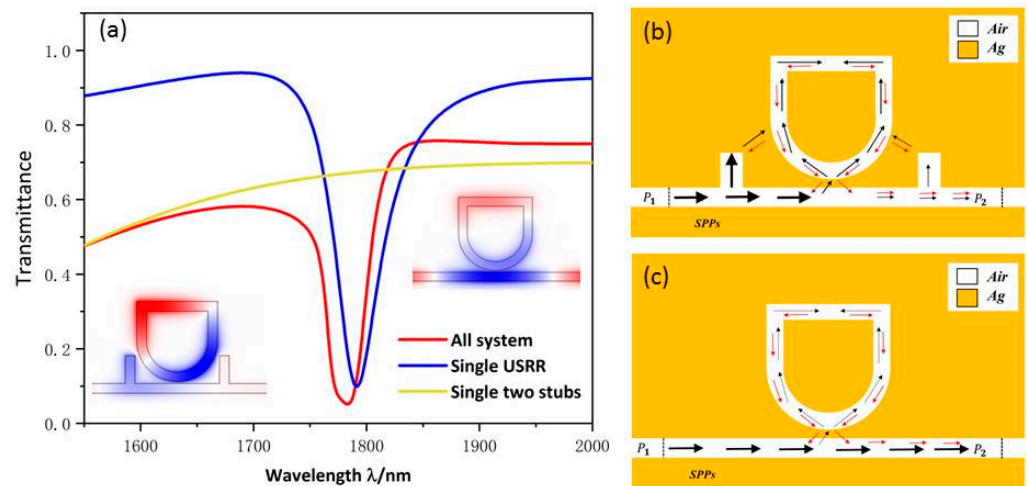 (a)
Transmittance
1.0
0.8
0.6
0.4
0.2
0.0
1600
1700
1800
1900
2000
Wavelength λ/nm
All system
Single USRR
Single two stubs
(b)
Air
Ag
P1
P2
SPPs
(c)
Air
Ag
P1
P2
SPPs